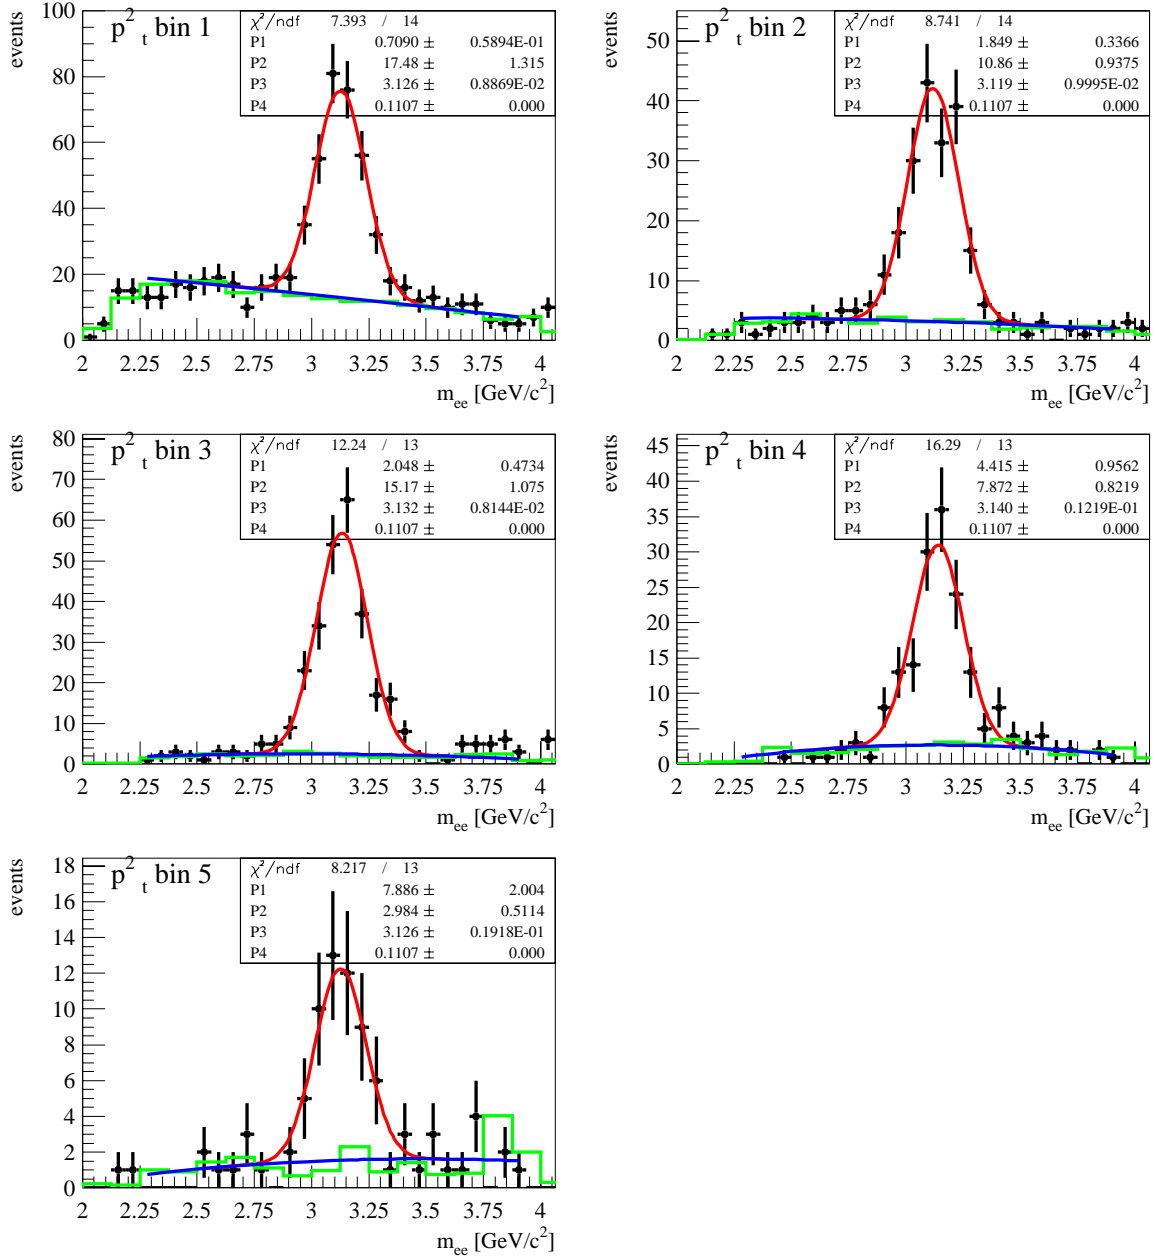 p²t bin 1
χ²/ndf 7.393 / 14
P1 0.7090 ± 0.5894E-01
P2 17.48 ± 1.315
P3 3.126 ± 0.8869E-02
P4 0.1107 ± 0.000
events
100
80
60
40
20
0
2 2.25 2.5 2.75 3 3.25 3.5 3.75 4
mee [GeV/c²]
p²t bin 2
χ²/ndf 8.741 / 14
P1 1.849 ± 0.3366
P2 10.86 ± 0.9375
P3 3.119 ± 0.9995E-02
P4 0.1107 ± 0.000
events
50
40
30
20
10
0
2 2.25 2.5 2.75 3 3.25 3.5 3.75 4
mee [GeV/c²]
p²t bin 3
χ²/ndf 12.24 / 13
P1 2.048 ± 0.4734
P2 15.17 ± 1.075
P3 3.132 ± 0.8144E-02
P4 0.1107 ± 0.000
events
80
70
60
50
40
30
20
10
0
2 2.25 2.5 2.75 3 3.25 3.5 3.75 4
mee [GeV/c²]
p²t bin 4
χ²/ndf 16.29 / 13
P1 4.415 ± 0.9562
P2 7.872 ± 0.8219
P3 3.140 ± 0.1219E-01
P4 0.1107 ± 0.000
events
45
40
35
30
25
20
15
10
5
0
2 2.25 2.5 2.75 3 3.25 3.5 3.75 4
mee [GeV/c²]
p²t bin 5
χ²/ndf 8.217 / 13
P1 7.886 ± 2.004
P2 2.984 ± 0.5114
P3 3.126 ± 0.1918E-01
P4 0.1107 ± 0.000
events
18
16
14
12
10
8
6
4
2
0
2 2.25 2.5 2.75 3 3.25 3.5 3.75 4
mee [GeV/c²]